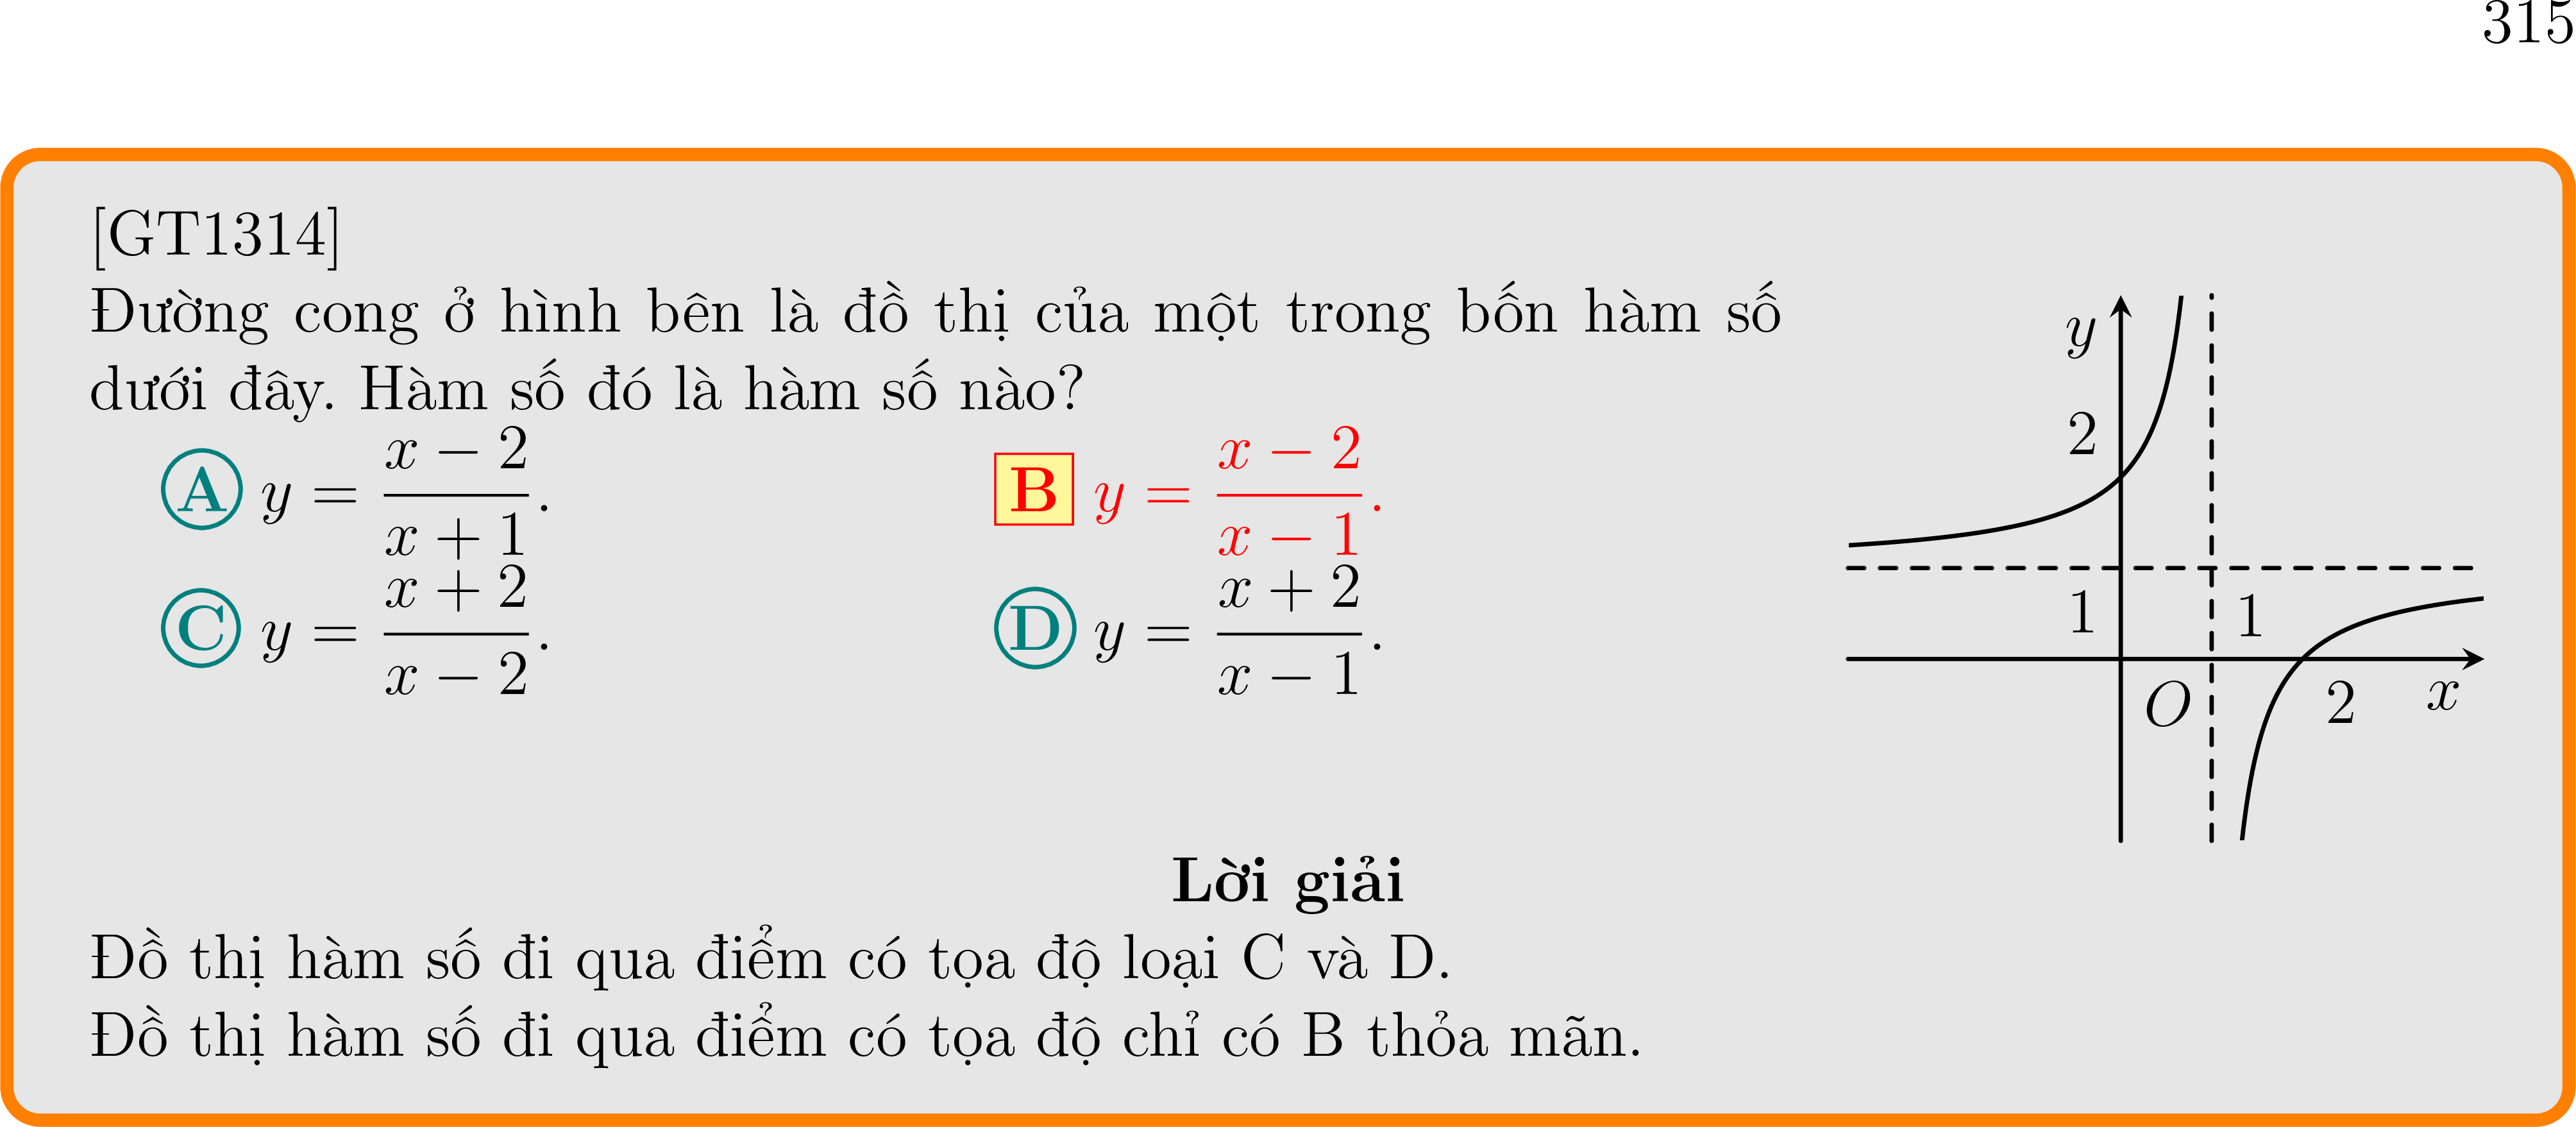 315
[GT1314]
Đường cong ở hình bên là đồ thị của một trong bốn hàm số
dưới đây. Hàm số đó là hàm số nào?
A y = \frac{x − 2}{x + 1}. B y = \frac{x − 2}{x − 1}.
C y = \frac{x + 2}{x − 2}. D y = \frac{x + 2}{x − 1}.
y
2
1 1
O 2 x
Lời giải
Đồ thị hàm số đi qua điểm có tọa độ loại C và D.
Đồ thị hàm số đi qua điểm có tọa độ chỉ có B thỏa mãn.